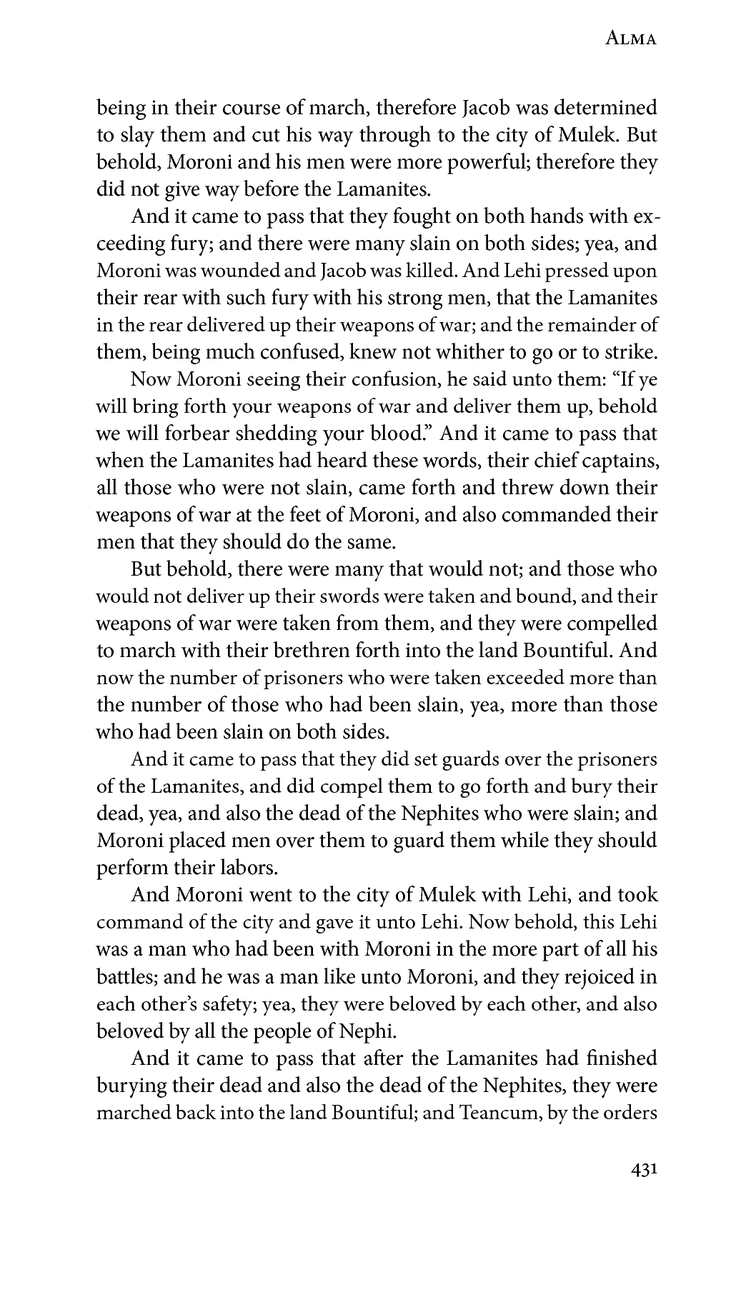 Alma
being in their course of march, therefore Jacob was determined
to slay them and cut his way through to the city of Mulek. But
behold, Moroni and his men were more powerful; therefore they
did not give way before the Lamanites.
And it came to pass that they fought on both hands with ex-
ceeding fury; and there were many slain on both sides; yea, and
Moroni was wounded and Jacob was killed. And Lehi pressed upon
their rear with such fury with his strong men, that the Lamanites
in the rear delivered up their weapons of war; and the remainder of
them, being much confused, knew not whither to go or to strike.
Now Moroni seeing their confusion, he said unto them: “If ye
will bring forth your weapons of war and deliver them up, behold
we will forbear shedding your blood.” And it came to pass that
when the Lamanites had heard these words, their chief captains,
all those who were not slain, came forth and threw down their
weapons of war at the feet of Moroni, and also commanded their
men that they should do the same.
But behold, there were many that would not; and those who
would not deliver up their swords were taken and bound, and their
weapons of war were taken from them, and they were compelled
to march with their brethren forth into the land Bountiful. And
now the number of prisoners who were taken exceeded more than
the number of those who had been slain, yea, more than those
who had been slain on both sides.
And it came to pass that they did set guards over the prisoners
of the Lamanites, and did compel them to go forth and bury their
dead, yea, and also the dead of the Nephites who were slain; and
Moroni placed men over them to guard them while they should
perform their labors.
And Moroni went to the city of Mulek with Lehi, and took
command of the city and gave it unto Lehi. Now behold, this Lehi
was a man who had been with Moroni in the more part of all his
battles; and he was a man like unto Moroni, and they rejoiced in
each other’s safety; yea, they were beloved by each other, and also
beloved by all the people of Nephi.
And it came to pass that after the Lamanites had finished
burying their dead and also the dead of the Nephites, they were
marched back into the land Bountiful; and Teancum, by the orders
431